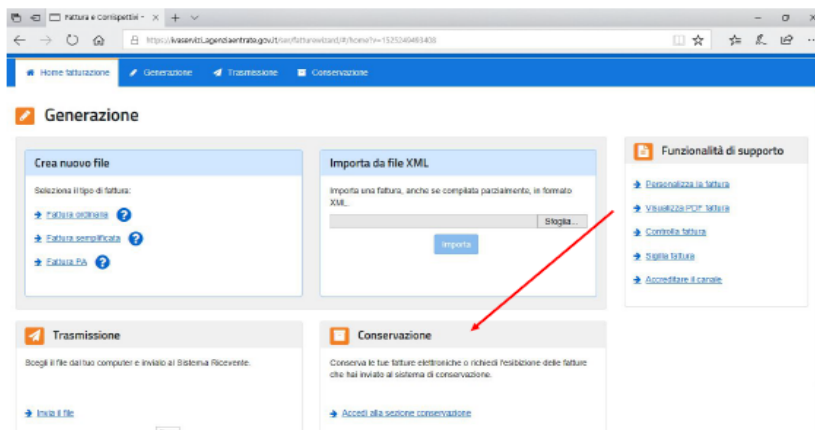 Fattura e Corrispettivi -
https://ivaservizi.agenziaentrate.gov.it/ser/fatturewizard/#/home?v=1525249483408
Home fatturazione Generazione Trasmissione Conservazione
Generazione
Crea nuovo file
Seleziona il tipo di fattura:
Fattura ordinaria ?
Fattura semplificata ?
Fattura PA ?
Importa da file XML
Importa una fattura, anche se compilata parzialmente, in formato
XML.
Sfoglia...
Importa
Funzionalità di supporto
Personalizza la fattura
Visualizza PDF fattura
Controlla fattura
Sigilla fattura
Accreditare il canale
Trasmissione
Scegli il file dal tuo computer e invialo al Sistema Ricevente.
Invia il file
Conservazione
Conserva le tue fatture elettroniche o richiedi l'esibizione delle fatture
che hai inviato al sistema di conservazione.
Accedi alla sezione conservazione